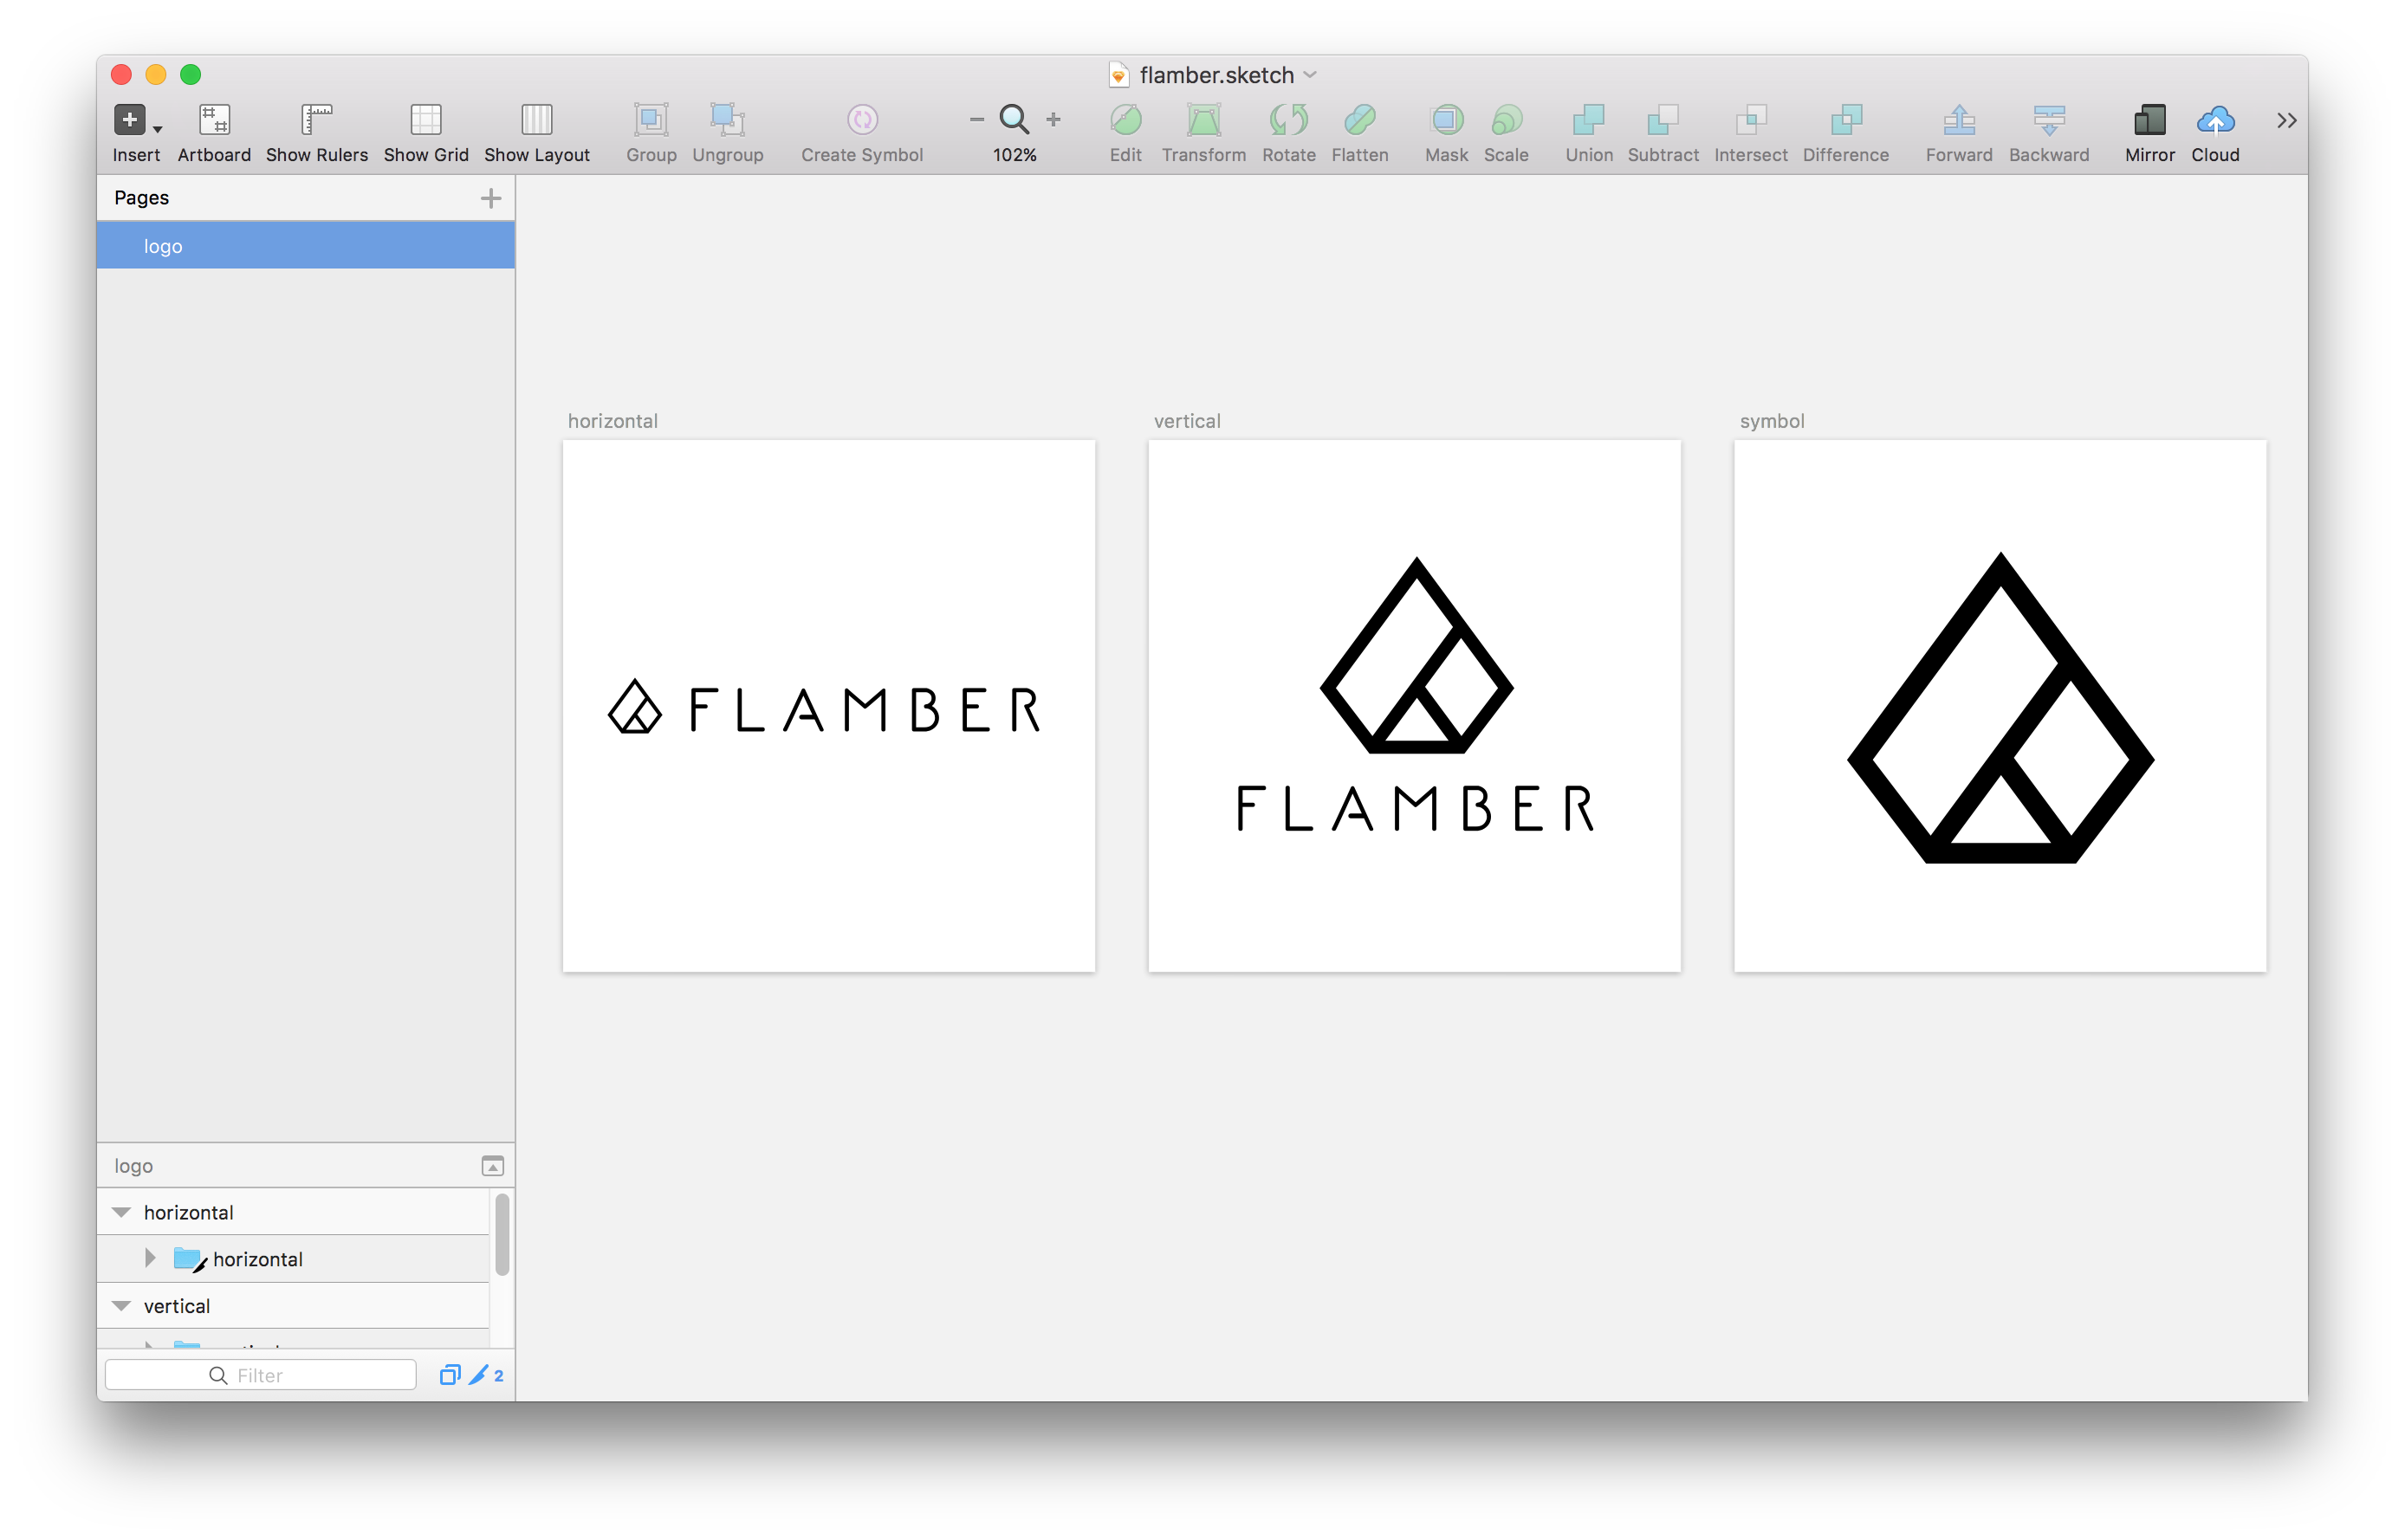 flamber.sketch
Insert Artboard Show Rulers Show Grid Show Layout Group Ungroup Create Symbol 102% Edit Transform Rotate Flatten Mask Scale Union Subtract Intersect Difference Forward Backward Mirror Cloud
Pages
logo
horizontal vertical symbol
FLAMBER
FLAMBER
logo
horizontal
horizontal
vertical
Filter 2